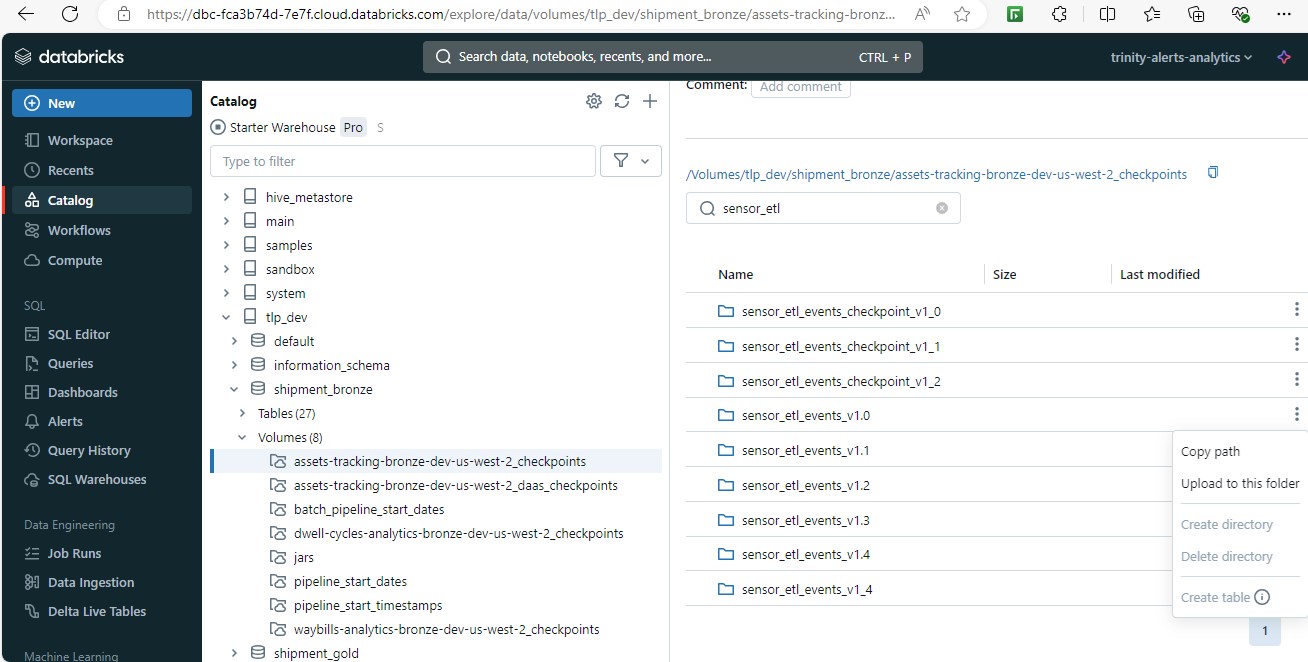 https://dbc-fca3b74d-7e7f.cloud.databricks.com/explore/data/volumes/tlp_dev/shipment_bronze/assets-tracking-bronz...
databricks
Search data, notebooks, recents, and more...
CTRL + P
trinity-alerts-analytics
New
Workspace
Recents
Catalog
Workflows
Compute
SQL
SQL Editor
Queries
Dashboards
Alerts
Query History
SQL Warehouses
Data Engineering
Job Runs
Data Ingestion
Delta Live Tables
Machine Learning
Catalog
Starter Warehouse Pro S
Type to filter
hive_metastore
main
samples
sandbox
system
tlp_dev
default
information_schema
shipment_bronze
Tables (27)
Volumes (8)
assets-tracking-bronze-dev-us-west-2_checkpoints
assets-tracking-bronze-dev-us-west-2_daas_checkpoints
batch_pipeline_start_dates
dwell-cycles-analytics-bronze-dev-us-west-2_checkpoints
jars
pipeline_start_dates
pipeline_start_timestamps
waybills-analytics-bronze-dev-us-west-2_checkpoints
shipment_gold
Comment: Add comment
/Volumes/tlp_dev/shipment_bronze/assets-tracking-bronze-dev-us-west-2_checkpoints
sensor_etl
Name Size Last modified
sensor_etl_events_checkpoint_v1_0
sensor_etl_events_checkpoint_v1_1
sensor_etl_events_checkpoint_v1_2
sensor_etl_events_v1.0
sensor_etl_events_v1.1
sensor_etl_events_v1.2
sensor_etl_events_v1.3
sensor_etl_events_v1.4
sensor_etl_events_v1_4
Copy path
Upload to this folder
Create directory
Delete directory
Create table
1